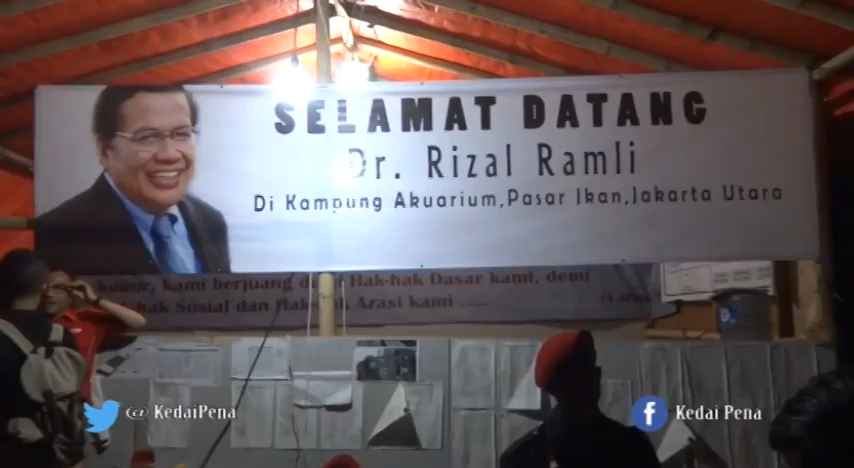 SELAMAT DATANG
Dr. Rizal Ramli
Di Kampung Akuarium,Pasar Ikan,Jakarta Utara
kami berjuang Hak-hak Dasar kami, demi
hak Sosial dan Azasi kami .....
@ KedaiPena
Kedai Pena